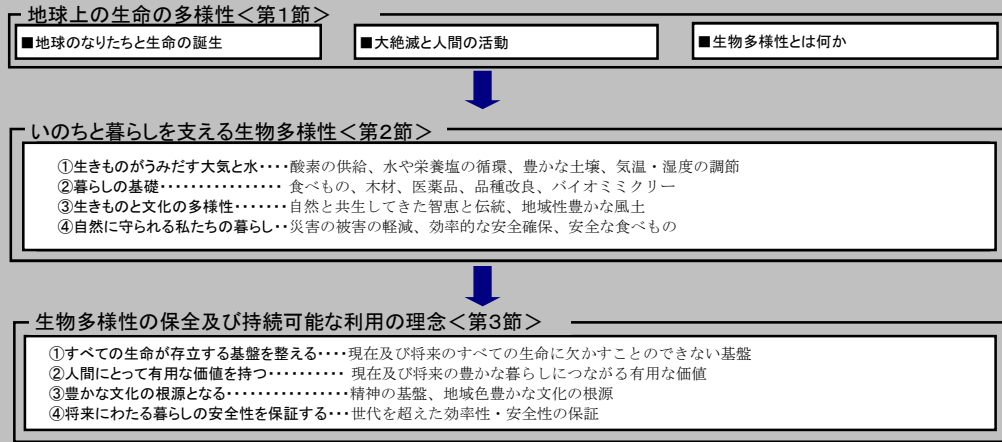 地球上の生命の多様性＜第1節＞
■地球のなりたちと生命の誕生
■大絶滅と人間の活動
■生物多様性とは何か
いのちと暮らしを支える生物多様性＜第2節＞
①生きものがうみだす大気と水････酸素の供給、水や栄養塩の循環、豊かな土壌、気温・湿度の調節
②暮らしの基礎････････････････ 食べもの、木材、医薬品、品種改良、バイオミミクリー
③生きものと文化の多様性･･･････自然と共生してきた智恵と伝統、地域性豊かな風土
④自然に守られる私たちの暮らし･･災害の被害の軽減、効率的な安全確保、安全な食べもの
生物多様性の保全及び持続可能な利用の理念＜第3節＞
①すべての生命が存立する基盤を整える････現在及び将来のすべての生命に欠かすことのできない基盤
②人間にとって有用な価値を持つ･･････････ 現在及び将来の豊かな暮らしにつながる有用な価値
③豊かな文化の根源となる･････････････････精神の基盤、地域色豊かな文化の根源
④将来にわたる暮らしの安全性を保証する･･･世代を超えた効率性・安全性の保証